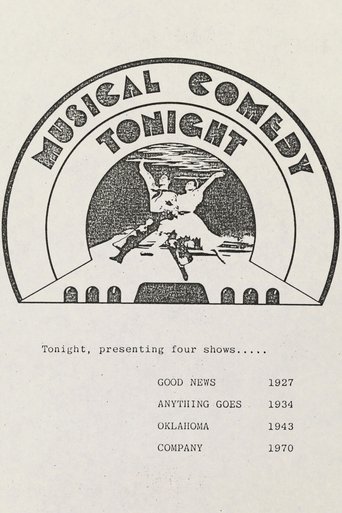 MUSICAL COMEDY
TONIGHT
Tonight, presenting four shows.....
GOOD NEWS 1927
ANYTHING GOES 1934
OKLAHOMA 1943
COMPANY 1970